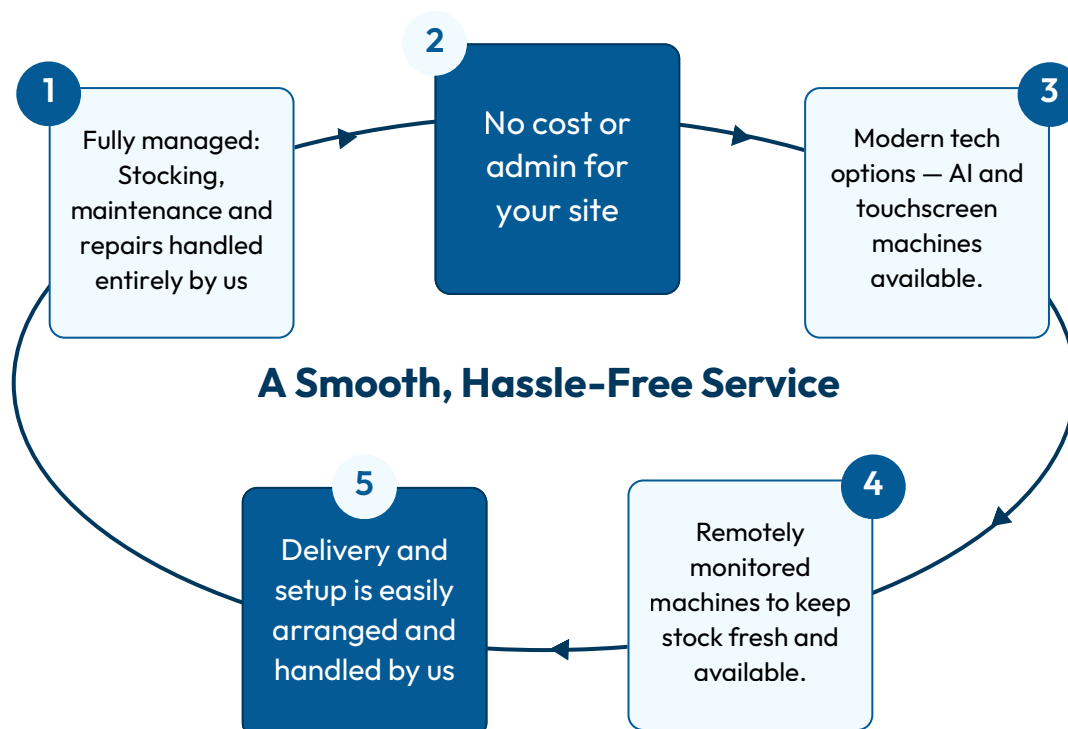 1
Fully managed:
Stocking,
maintenance and
repairs handled
entirely by us
2
No cost or
admin for
your site
3
Modern tech
options — AI and
touchscreen
machines
available.
A Smooth, Hassle-Free Service
4
Remotely
monitored
machines to keep
stock fresh and
available.
5
Delivery and
setup is easily
arranged and
handled by us